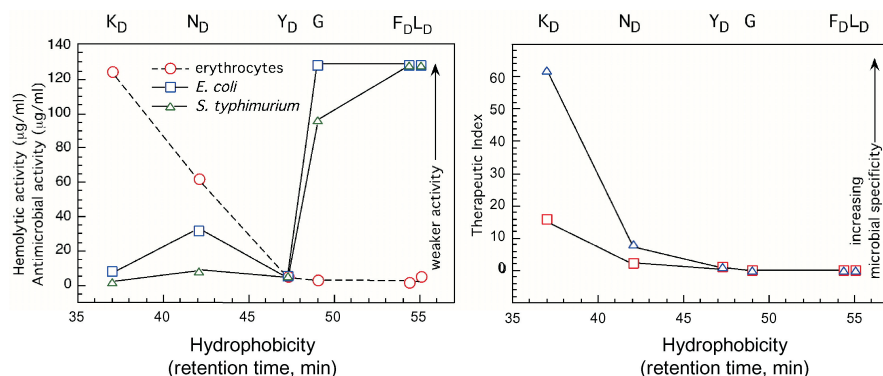 K_D N_D Y_D G F_D L_D
140
120
100
80
60
40
20
0
Hemolytic activity (μg/ml)
Antimicrobial activity (μg/ml)
erythrocytes
E. coli
S. typhimurium
weaker activity
35 40 45 50 55
Hydrophobicity
(retention time, min)
K_D N_D Y_D G F_D L_D
60
50
40
30
20
10
0
Therapeutic Index
increasing
microbial specificity
35 40 45 50 55
Hydrophobicity
(retention time, min)